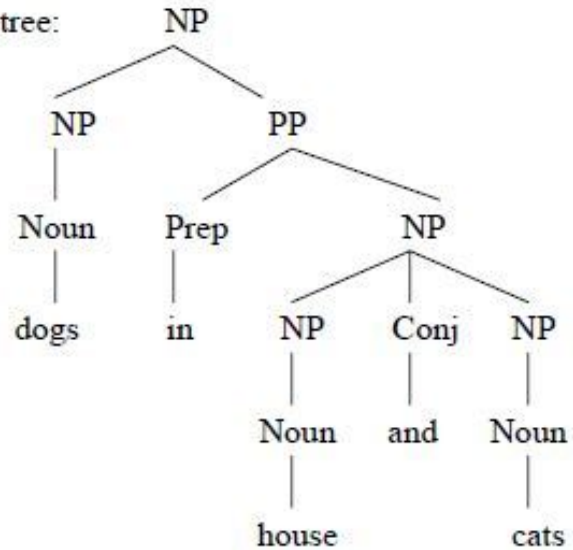 tree: NP
NP PP
Noun Prep NP
dogs in NP Conj NP
Noun and Noun
house cats